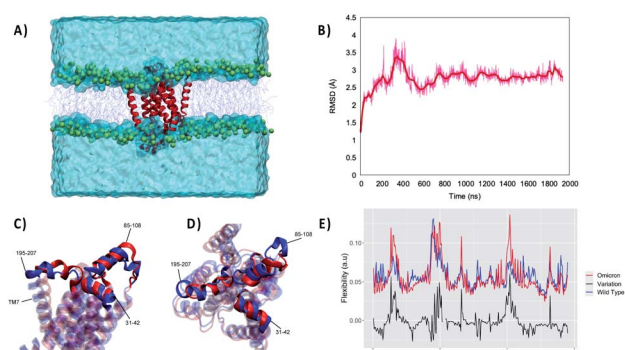 A)
B)
4.5
4
3.5
3
2.5
2
1.5
1
0.5
0
RMSD (Å)
0 200 400 600 800 1000 1200 1400 1600 1800 2000
Time (ns)
C)
85-108
195-207
TM7
31-42
D)
85-108
195-207
31-42
E)
0.10
0.05
0.00
Flexibility (a.u)
Omicron
Variation
Wild Type